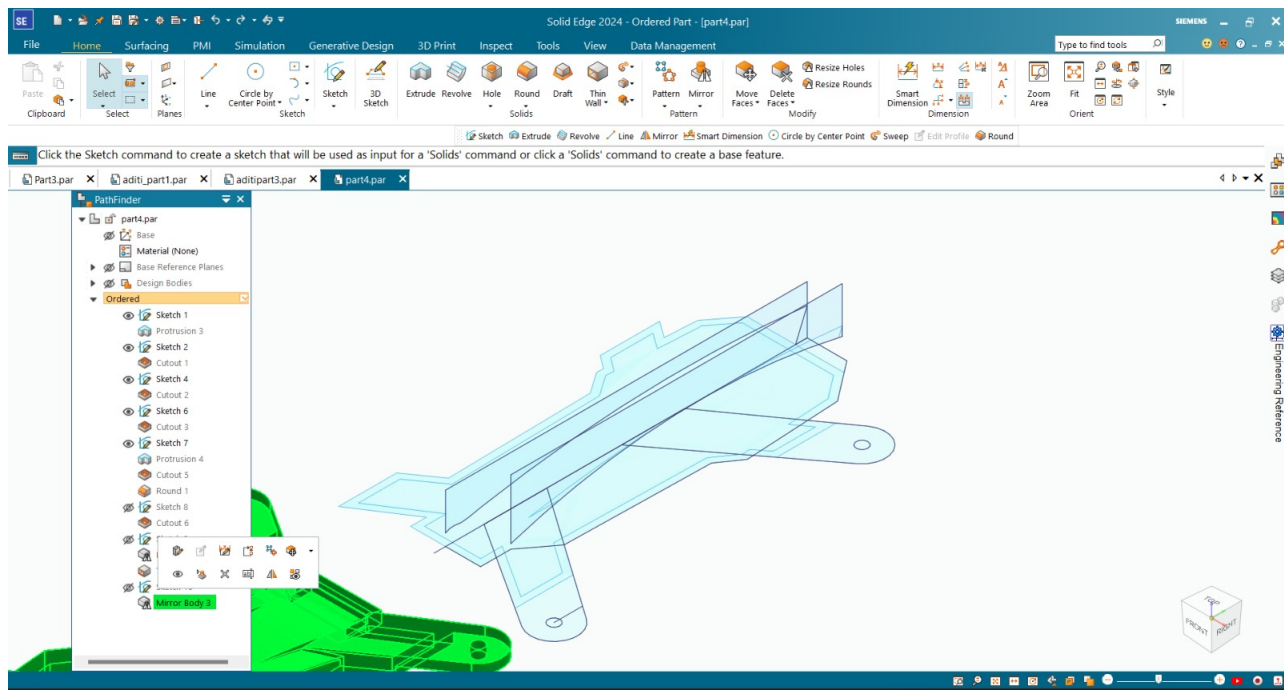 SE Solid Edge 2024 - Ordered Part - [part4.par] SIEMENS
File Home Surfacing PMI Simulation Generative Design 3D Print Inspect Tools View Data Management Type to find tools
Paste Select Line Circle by Center Point Sketch 3D Sketch Extrude Revolve Hole Round Draft Thin Wall Pattern Mirror Move Faces Delete Faces Resize Holes Resize Rounds Smart Dimension Zoom Area Fit Style
Clipboard Select Planes Sketch Solids Pattern Modify Dimension Orient
Sketch Extrude Revolve Line Mirror Smart Dimension Circle by Center Point Sweep Edit Profile Round
Click the Sketch command to create a sketch that will be used as input for a 'Solids' command or click a 'Solids' command to create a base feature.
Part3.par aditi_part1.par aditipart3.par part4.par
PathFinder
part4.par
Base
Material (None)
Base Reference Planes
Design Bodies
Ordered
Sketch 1
Protrusion 3
Sketch 2
Cutout 1
Sketch 4
Cutout 2
Sketch 6
Cutout 3
Sketch 7
Protrusion 4
Cutout 5
Round 1
Sketch 8
Cutout 6
Mirror Body 3
Engineering Reference
TOP
FRONT RIGHT